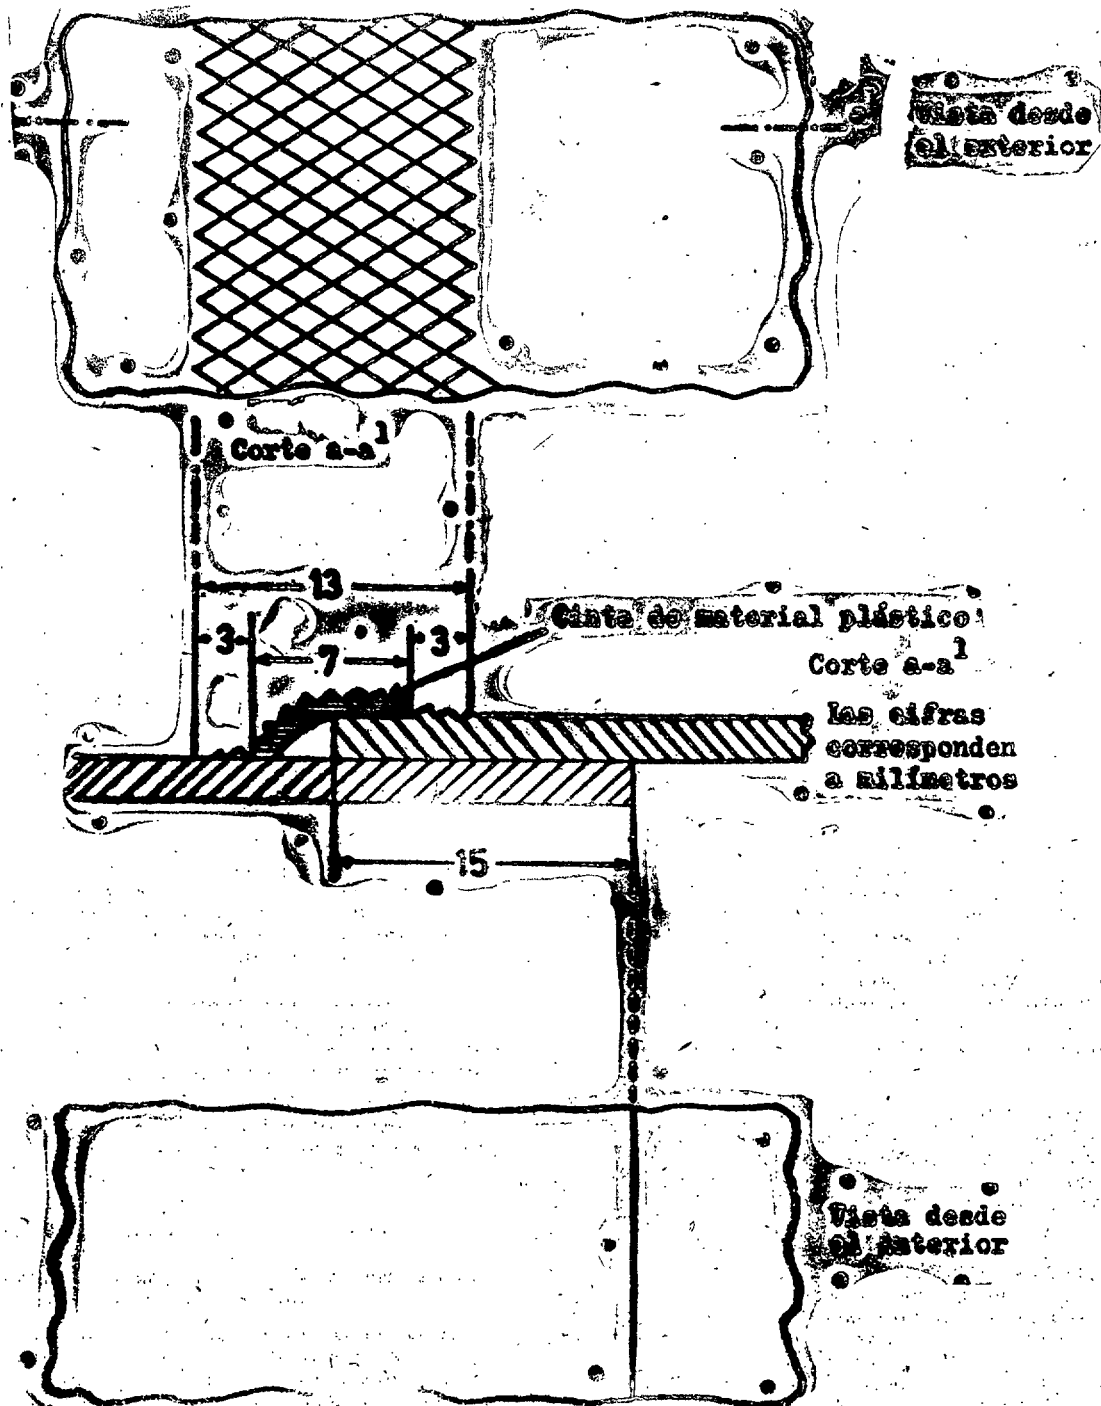 Vista desde
el exterior
Corte a-a¹
13
3
3
7
Cinta de material plástico
Corte a-a¹
Las cifras
corresponden
a milímetros
15
Vista desde
el interior